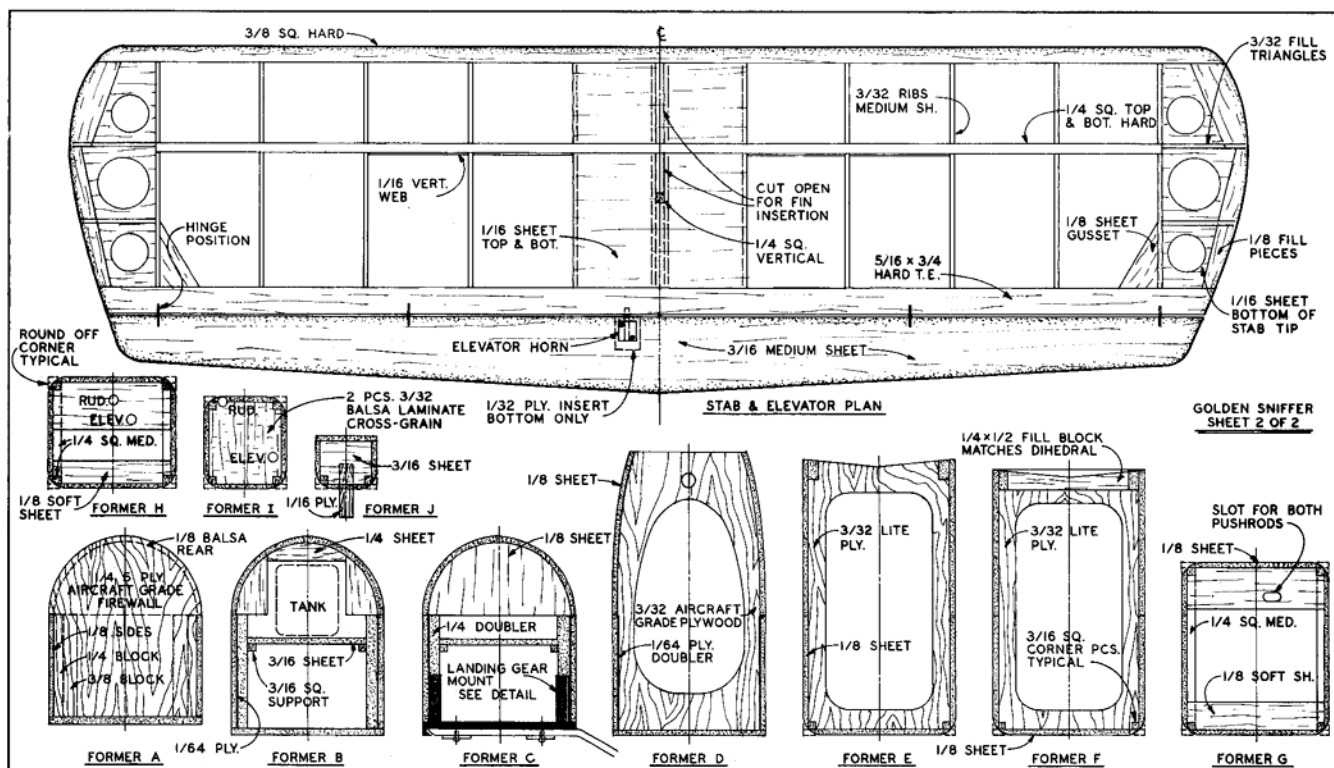 3/8 SQ. HARD
℄
3/32 FILL
TRIANGLES
3/32 RIBS
MEDIUM SH.
1/4 SQ. TOP
& BOT. HARD
1/16 VERT.
WEB
CUT OPEN
FOR FIN
INSERTION
HINGE
POSITION
1/16 SHEET
TOP & BOT.
1/4 SQ.
VERTICAL
1/8 SHEET
GUSSET
1/8 FILL
PIECES
5/16 x 3/4
HARD T.E.
1/16 SHEET
BOTTOM OF
STAB TIP
ROUND OFF
CORNER
TYPICAL
ELEVATOR HORN
3/16 MEDIUM SHEET
1/32 PLY. INSERT
BOTTOM ONLY
STAB & ELEVATOR PLAN
GOLDEN SNIFFER
SHEET 2 OF 2
RUD.
ELEV.
1/4 SQ. MED.
1/8 SOFT
SHEET
FORMER H
RUD.
ELEV.
2 PCS. 3/32
BALSA LAMINATE
CROSS-GRAIN
FORMER I
3/16 SHEET
1/16 PLY.
FORMER J
1/8 BALSA
REAR
1/4, 5 PLY.
AIRCRAFT GRADE
FIREWALL
1/8 SIDES
1/4 BLOCK
3/8 BLOCK
FORMER A
1/4 SHEET
TANK
3/16 SHEET
3/16 SQ.
SUPPORT
1/64 PLY.
FORMER B
1/8 SHEET
1/4 DOUBLER
LANDING GEAR
MOUNT
SEE DETAIL
FORMER C
1/8 SHEET
3/32 AIRCRAFT
GRADE PLYWOOD
1/64 PLY.
DOUBLER
FORMER D
3/32 LITE
PLY.
1/8 SHEET
FORMER E
1/4 x 1/2 FILL BLOCK
MATCHES DIHEDRAL
3/32 LITE
PLY.
3/16 SQ.
CORNER PCS.
TYPICAL
1/8 SHEET
FORMER F
SLOT FOR BOTH
PUSHRODS
1/8 SHEET
1/4 SQ. MED.
1/8 SOFT SH.
FORMER G